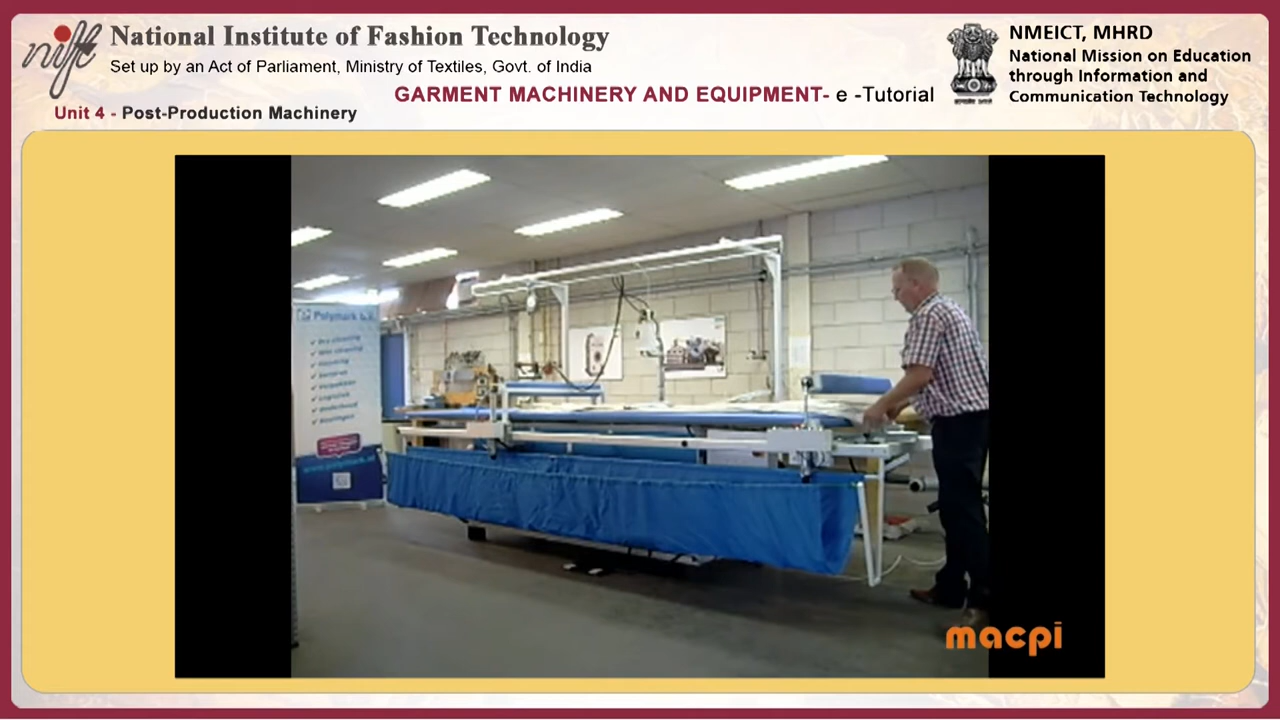 nift
National Institute of Fashion Technology
Set up by an Act of Parliament, Ministry of Textiles, Govt. of India
GARMENT MACHINERY AND EQUIPMENT- e -Tutorial
Unit 4 - Post-Production Machinery
NMEICT, MHRD
National Mission on Education
through Information and
Communication Technology
Polymark b.v.
macpi